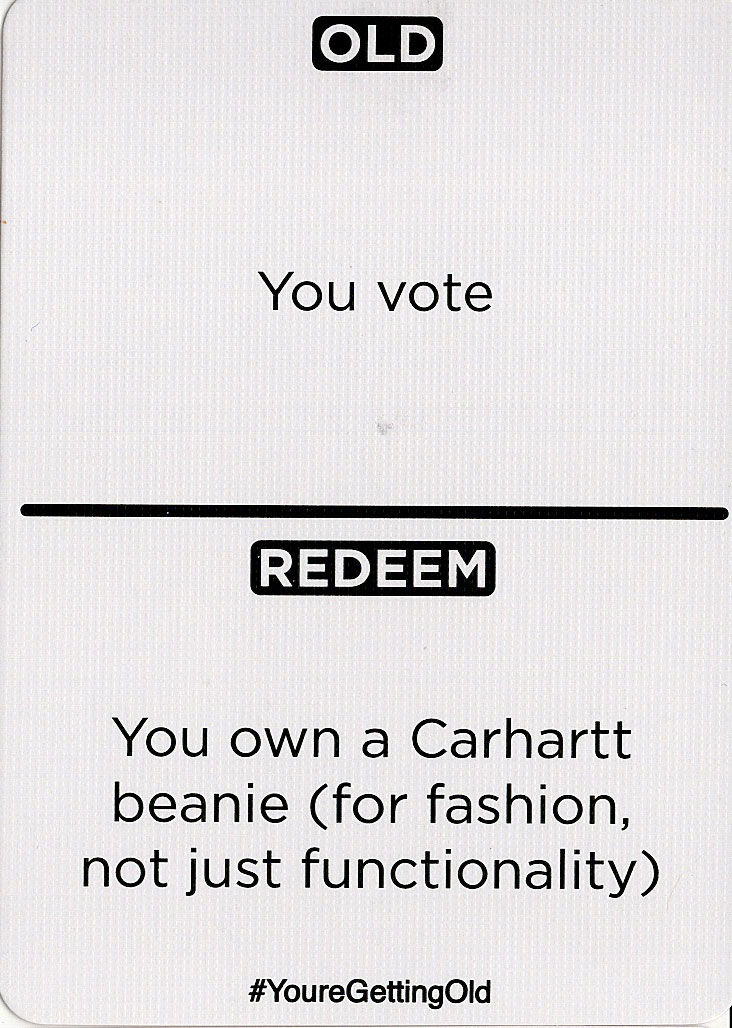 OLD
You vote
REDEEM
You own a Carhartt
beanie (for fashion,
not just functionality)
#YoureGettingOld